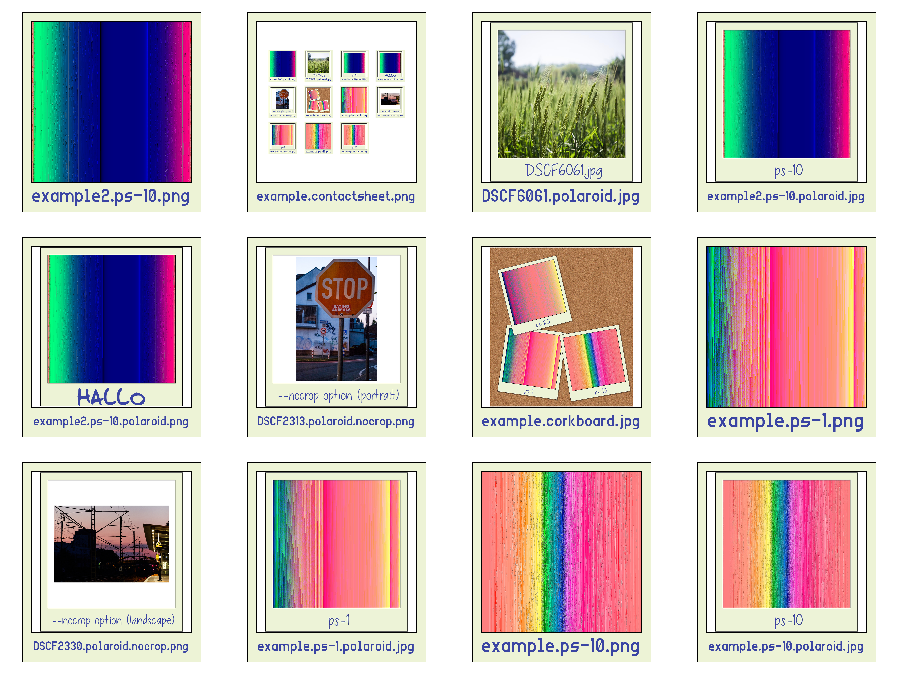 example2.ps-10.png
example.contactsheet.png
DSCF6061.jpg
DSCF6061.polaroid.jpg
ps-10
example2.ps-10.polaroid.jpg
HALLO
example2.ps-10.polaroid.png
STOP
--nocrop option (portrait)
DSCF2313.polaroid.nocrop.png
example.corkboard.jpg
example.ps-1.png
--nocrop option (landscape)
DSCF2330.polaroid.nocrop.png
ps-1
example.ps-1.polaroid.jpg
example.ps-10.png
ps-10
example.ps-10.polaroid.jpg